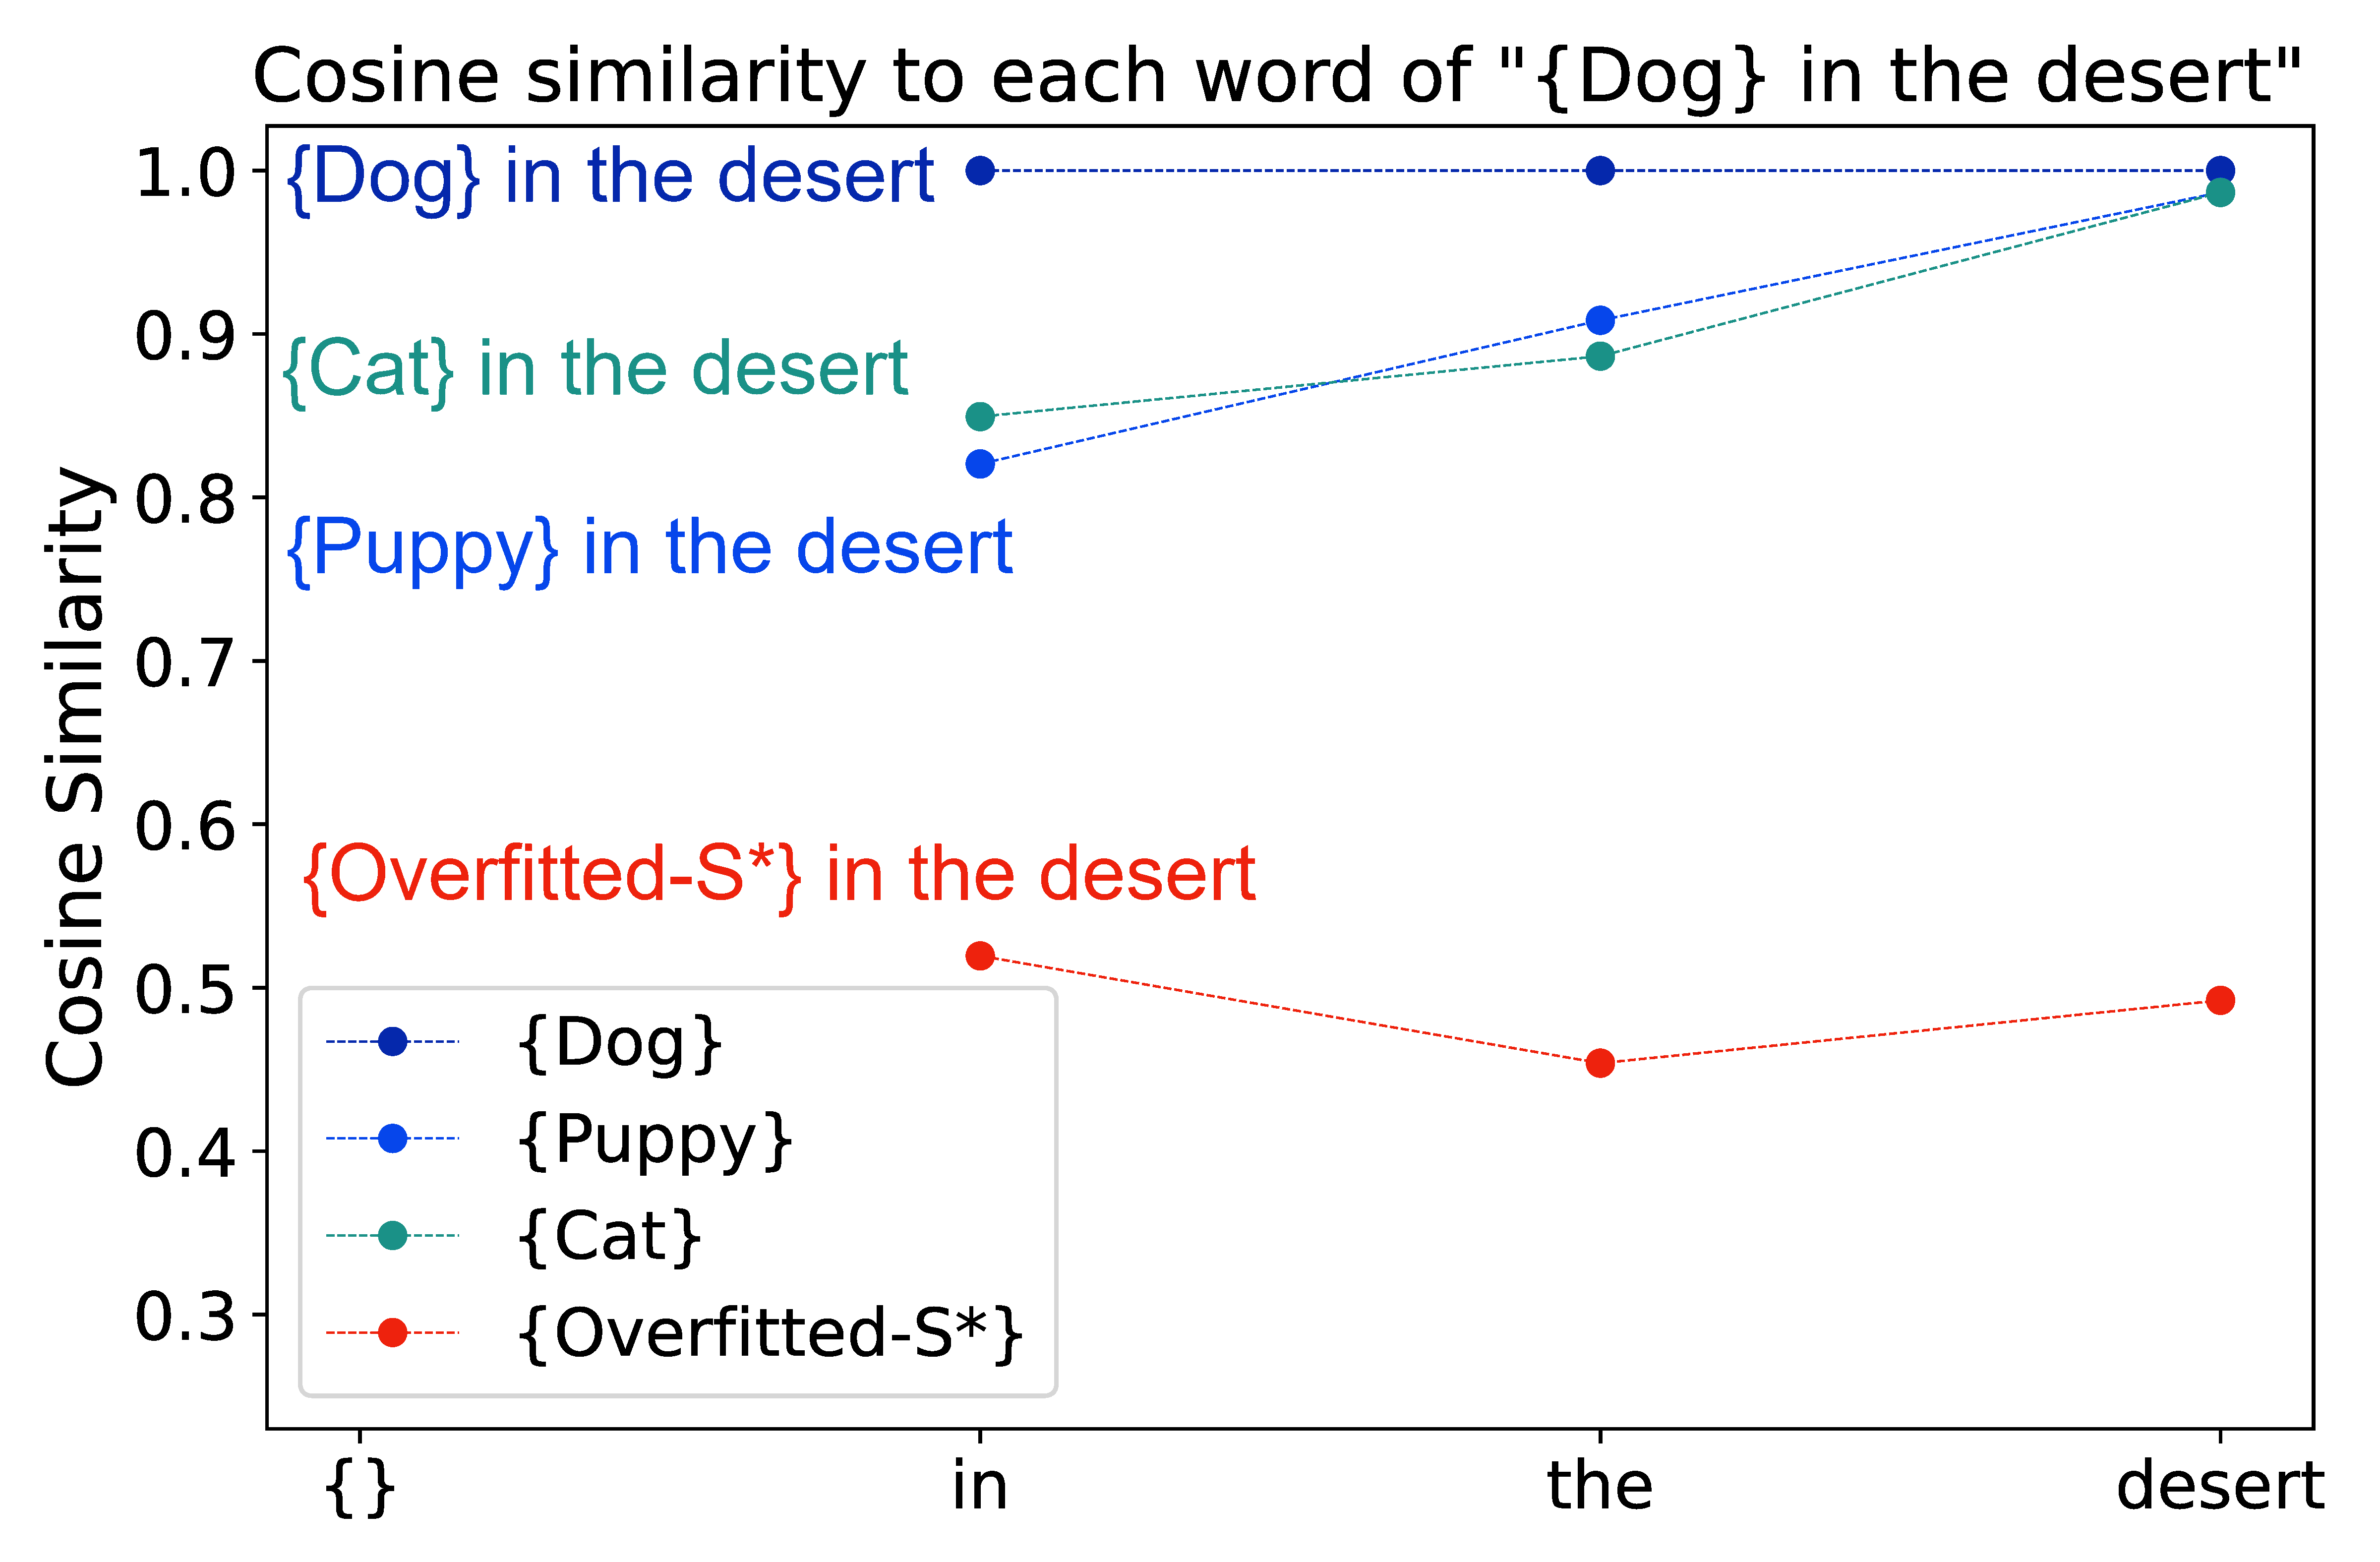 Cosine similarity to each word of "{Dog} in the desert"
Cosine Similarity
1.0
0.9
0.8
0.7
0.6
0.5
0.4
0.3
{Dog} in the desert
{Cat} in the desert
{Puppy} in the desert
{Overfitted-S*} in the desert
{Dog}
{Puppy}
{Cat}
{Overfitted-S*}
{} in the desert